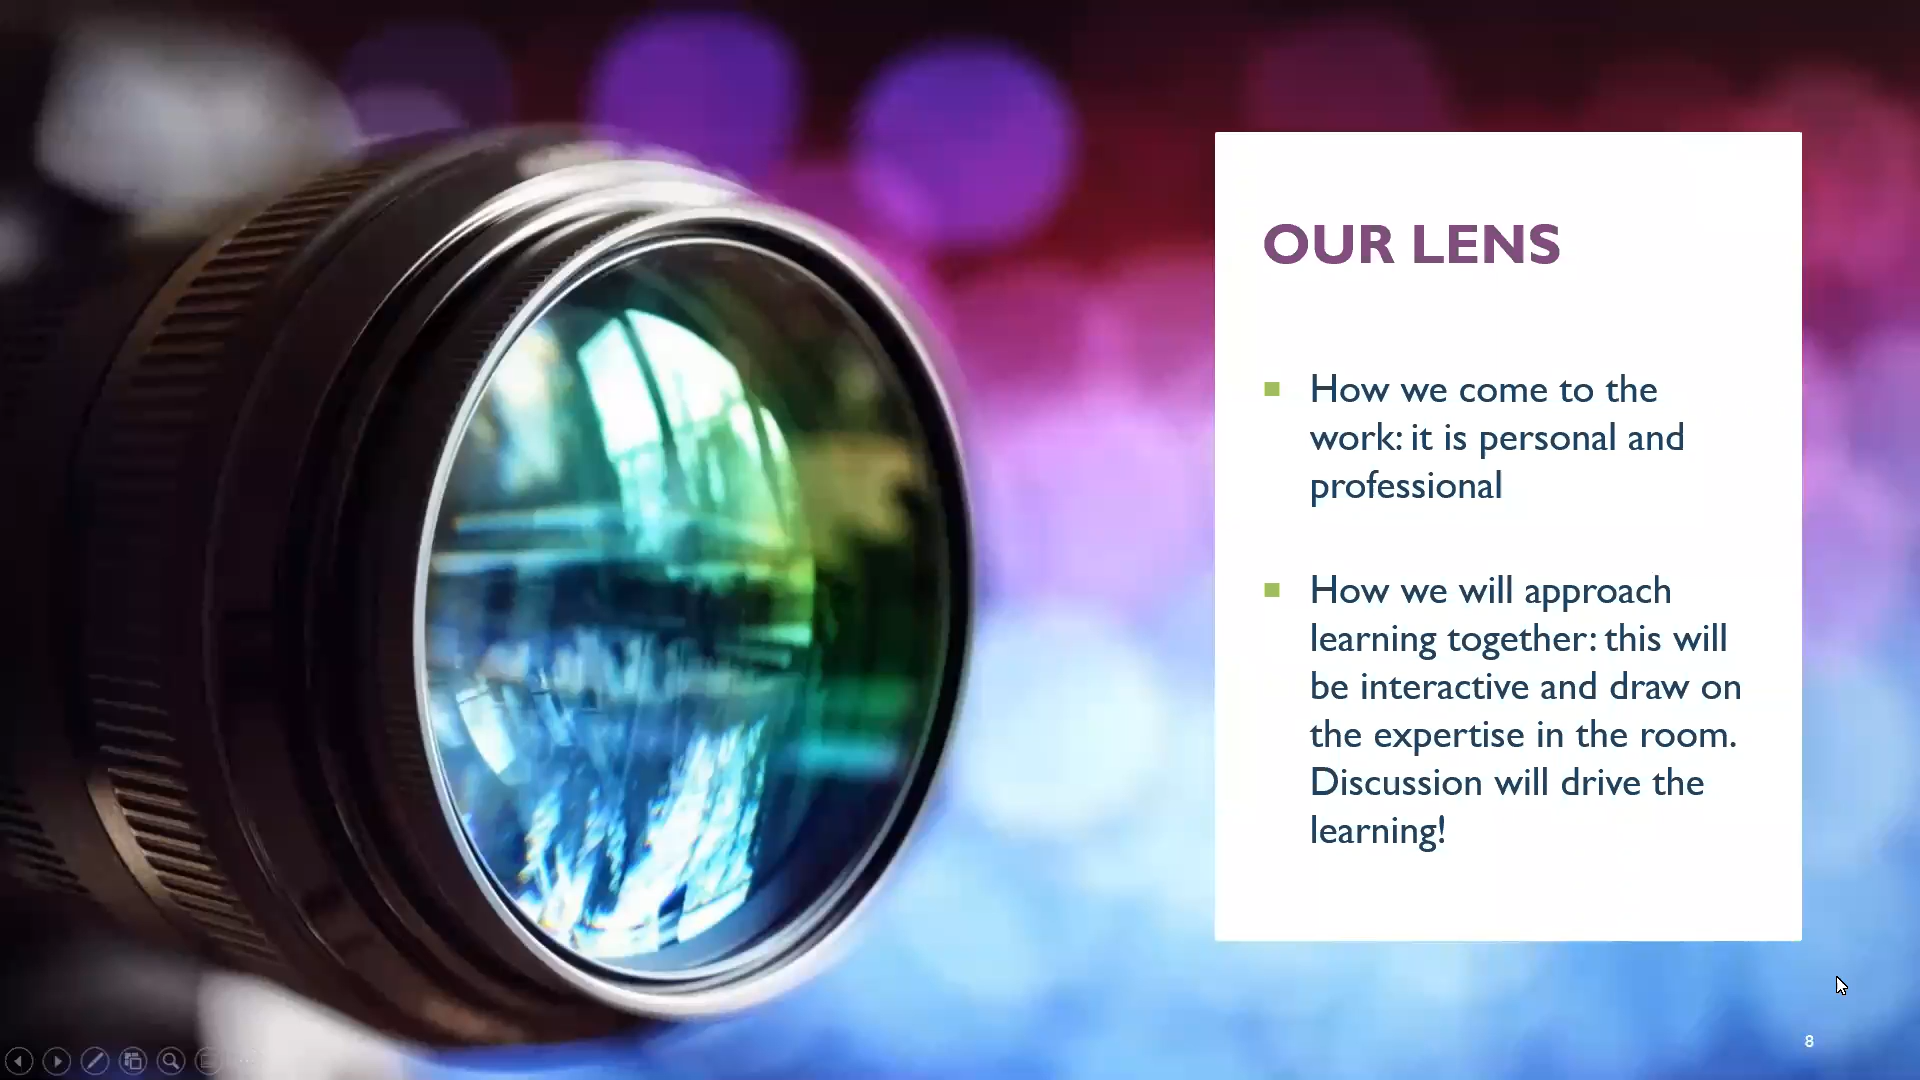 OUR LENS
How we come to the
work: it is personal and
professional
How we will approach
learning together: this will
be interactive and draw on
the expertise in the room.
Discussion will drive the
learning!
8